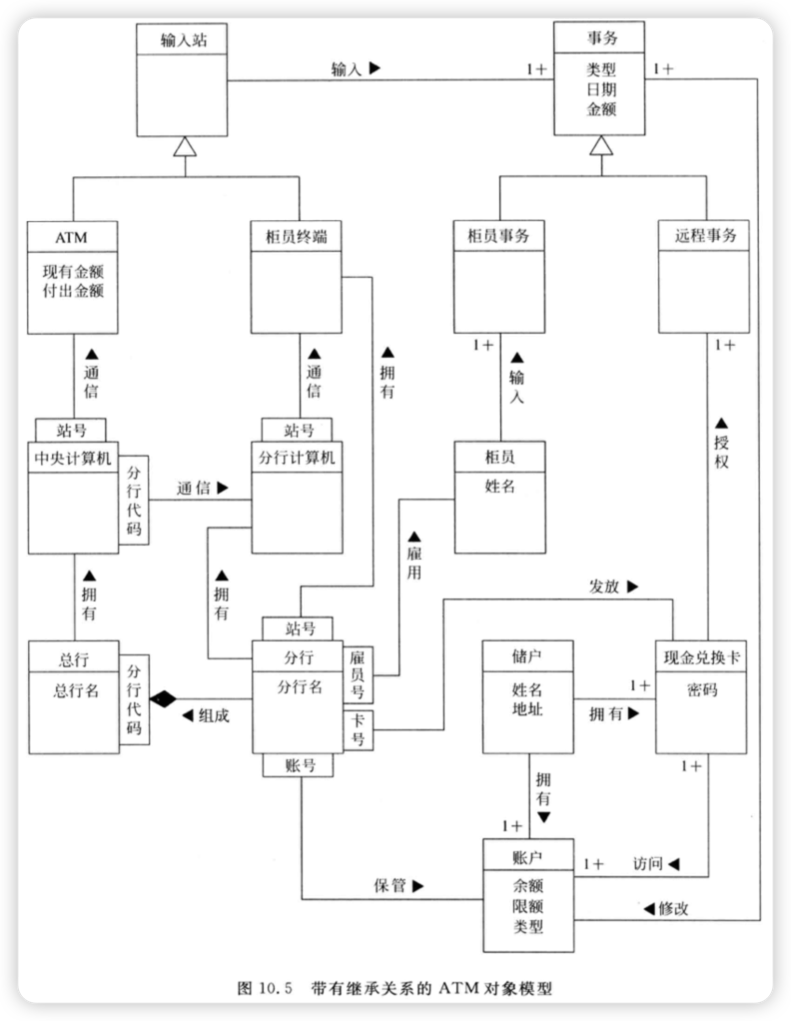 输入站
事务
类型
日期
金额
输入▶
1+
1+
ATM
现有金额
付出金额
柜员终端
柜员事务
远程事务
1+
1+
▲通信
▲通信
▲拥有
▲输入
▲授权
站号
中央计算机
分行代码
通信▶
站号
分行计算机
柜员
姓名
▲拥有
▲拥有
▲雇用
发放▶
总行
总行名
分行代码
◀组成
站号
分行
分行名
雇员号
卡号
账号
储户
姓名
地址
拥有▶
1+
现金兑换卡
密码
1+
拥有▼
1+
账户
余额
限额
类型
1+
访问◀
保管▶
◀修改
图 10.5 带有继承关系的 ATM 对象模型